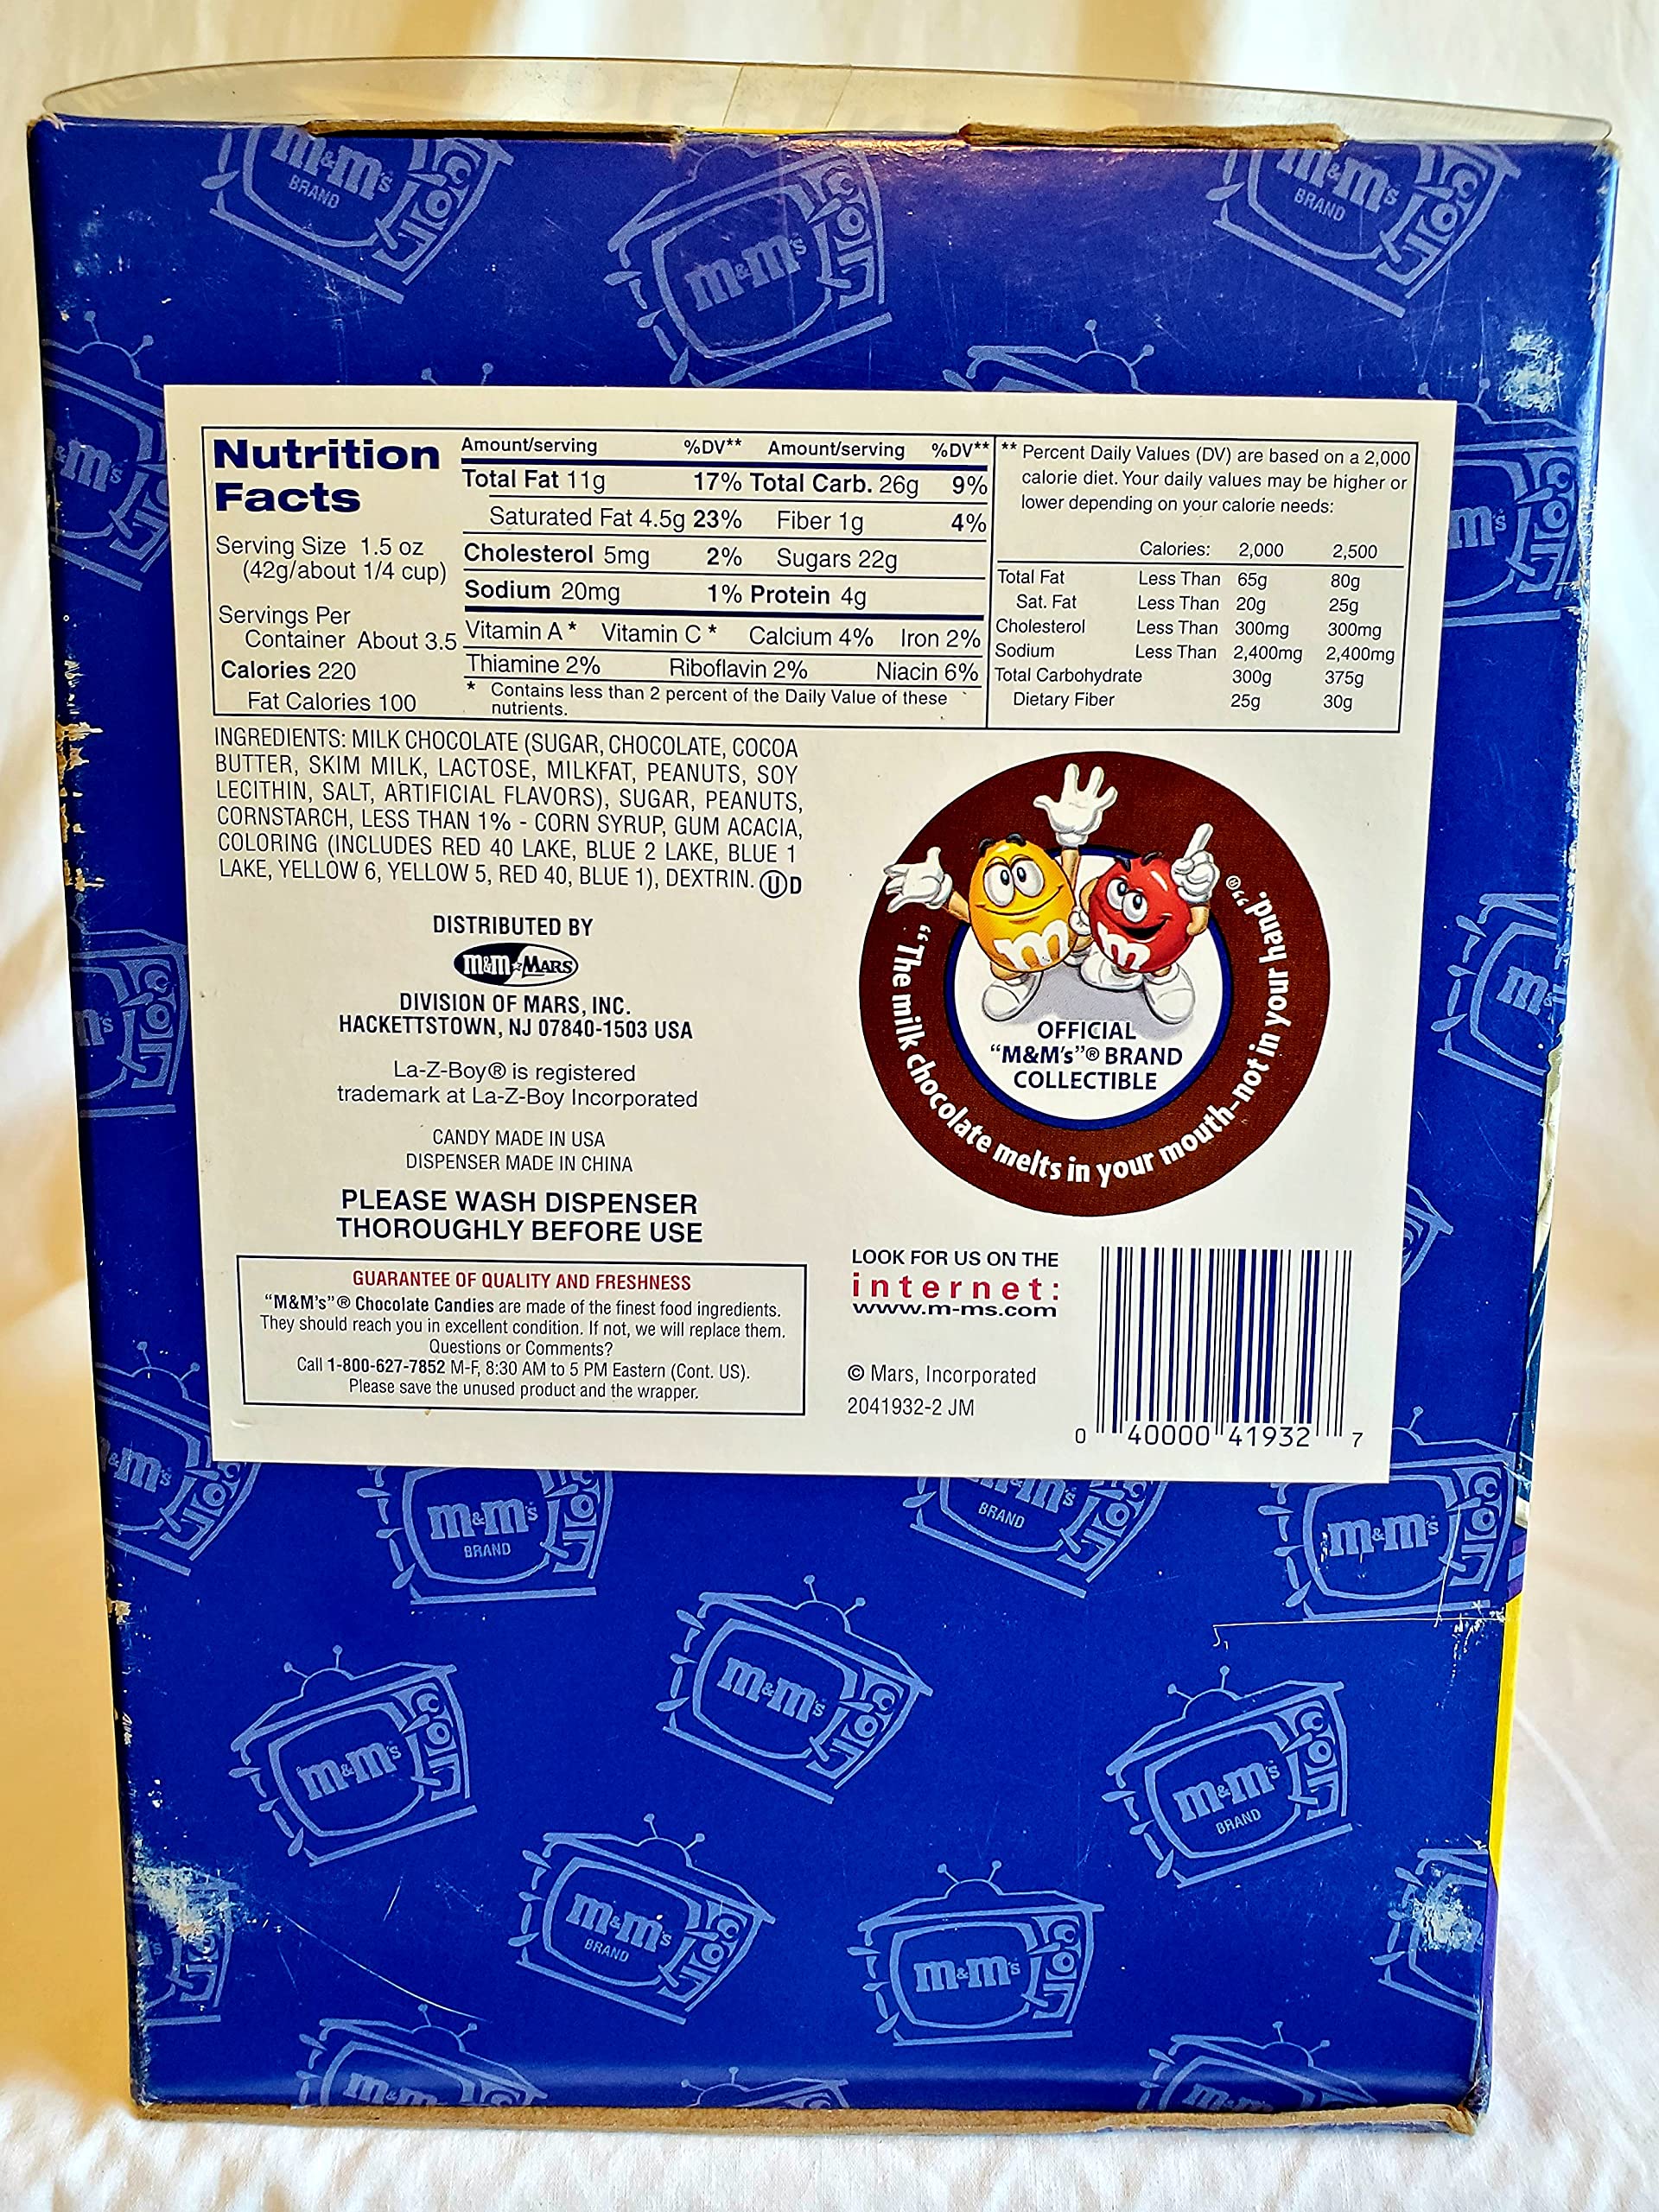 m&m's
BRAND
m&m's
m&m's
BRAND
Nutrition
Facts
Serving Size 1.5 oz
(42g/about 1/4 cup)
Servings Per
Container About 3.5
Calories 220
Fat Calories 100
Amount/serving %DV** Amount/serving %DV**
Total Fat 11g 17% Total Carb. 26g 9%
Saturated Fat 4.5g 23% Fiber 1g 4%
Cholesterol 5mg 2% Sugars 22g
Sodium 20mg 1% Protein 4g
Vitamin A * Vitamin C * Calcium 4% Iron 2%
Thiamine 2% Riboflavin 2% Niacin 6%
* Contains less than 2 percent of the Daily Value of these
nutrients.
** Percent Daily Values (DV) are based on a 2,000
calorie diet. Your daily values may be higher or
lower depending on your calorie needs:
Calories: 2,000 2,500
Total Fat Less Than 65g 80g
Sat. Fat Less Than 20g 25g
Cholesterol Less Than 300mg 300mg
Sodium Less Than 2,400mg 2,400mg
Total Carbohydrate 300g 375g
Dietary Fiber 25g 30g
INGREDIENTS: MILK CHOCOLATE (SUGAR, CHOCOLATE, COCOA
BUTTER, SKIM MILK, LACTOSE, MILKFAT, PEANUTS, SOY
LECITHIN, SALT, ARTIFICIAL FLAVORS), SUGAR, PEANUTS,
CORNSTARCH, LESS THAN 1% - CORN SYRUP, GUM ACACIA,
COLORING (INCLUDES RED 40 LAKE, BLUE 2 LAKE, BLUE 1
LAKE, YELLOW 6, YELLOW 5, RED 40, BLUE 1), DEXTRIN. Ⓤ D
DISTRIBUTED BY
m&m MARS
DIVISION OF MARS, INC.
HACKETTSTOWN, NJ 07840-1503 USA
La-Z-Boy® is registered
trademark at La-Z-Boy Incorporated
CANDY MADE IN USA
DISPENSER MADE IN CHINA
PLEASE WASH DISPENSER
THOROUGHLY BEFORE USE
GUARANTEE OF QUALITY AND FRESHNESS
"M&M's"® Chocolate Candies are made of the finest food ingredients.
They should reach you in excellent condition. If not, we will replace them.
Questions or Comments?
Call 1-800-627-7852 M-F, 8:30 AM to 5 PM Eastern (Cont. US).
Please save the unused product and the wrapper.
m
m
"The milk chocolate melts in your mouth-not in your hand."®
OFFICIAL
"M&M's"® BRAND
COLLECTIBLE
LOOK FOR US ON THE
internet:
www.m-ms.com
© Mars, Incorporated
2041932-2 JM
0 40000 41932 7
m&m's
BRAND
m&m's
BRAND
m&m's
m&m's
m&m's
m&m's
BRAND
m&m's
BRAND
m&m's